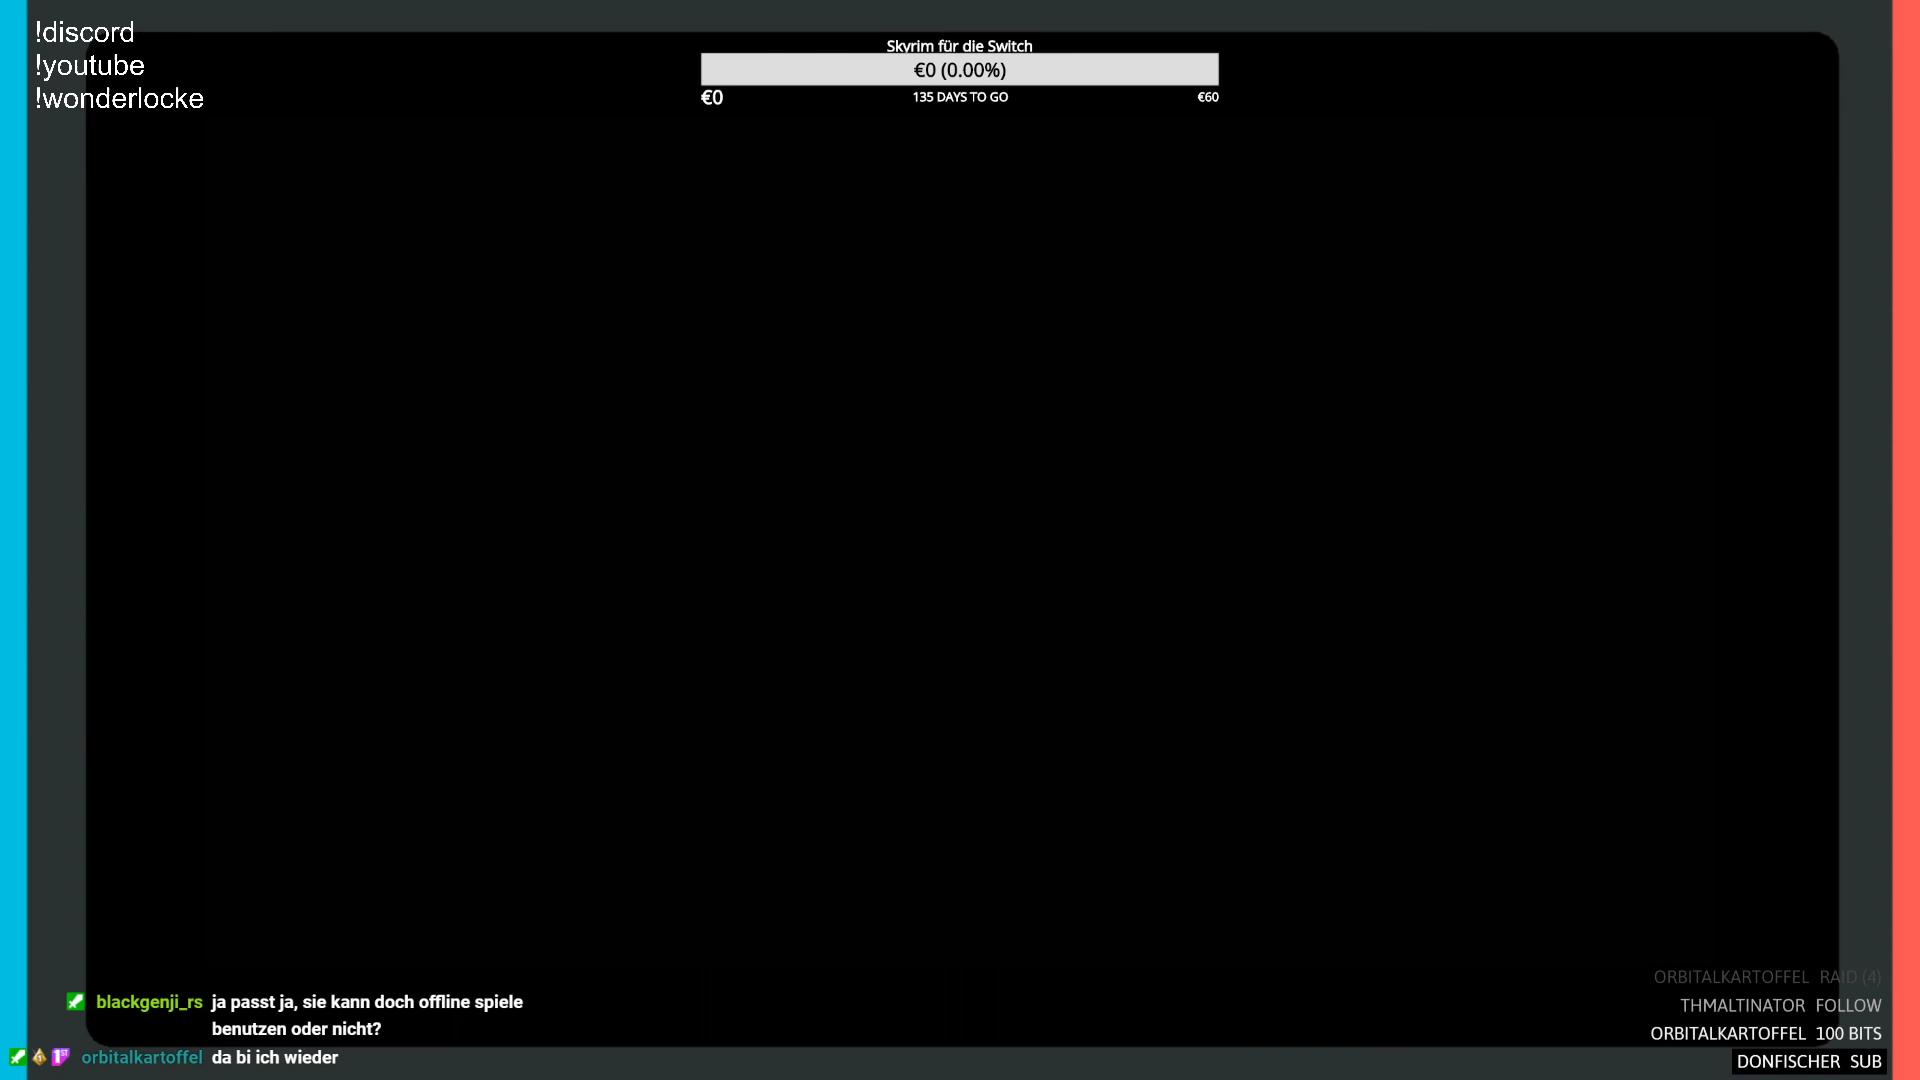 !discord
!youtube
!wonderlocke
Skyrim für die Switch
€0 (0.00%)
€0 135 DAYS TO GO €60
blackgenji_rs ja passt ja, sie kann doch offline spiele
benutzen oder nicht?
orbitalkartoffel da bi ich wieder
ORBITALKARTOFFEL RAID (4)
THMALTINATOR FOLLOW
ORBITALKARTOFFEL 100 BITS
DONFISCHER SUB